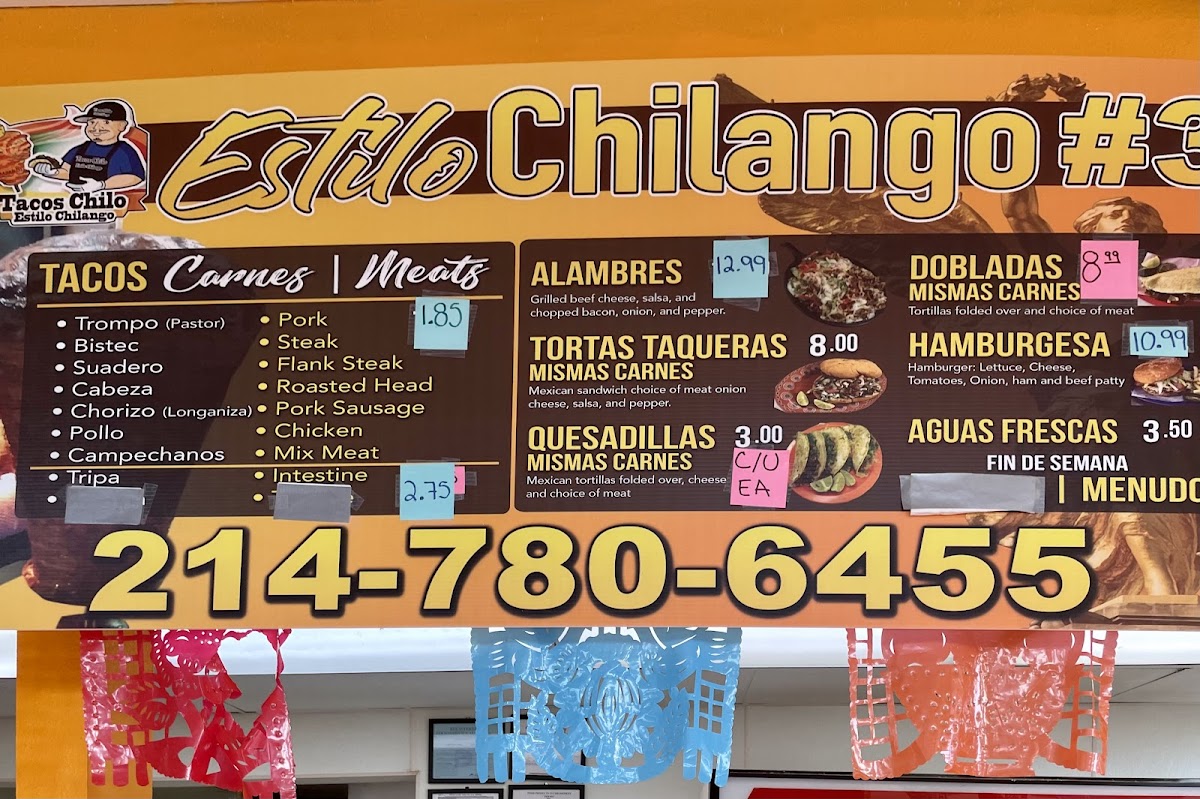 Estilo Chilango #3
Tacos Chilo
Estilo Chilango
TACOS Carnes | Meats
1.85
• Trompo (Pastor)
• Bistec
• Suadero
• Cabeza
• Chorizo (Longaniza)
• Pollo
• Campechanos
• Tripa
• Pork
• Steak
• Flank Steak
• Roasted Head
• Pork Sausage
• Chicken
• Mix Meat
• Intestine
2.75
ALAMBRES 12.99
Grilled beef cheese, salsa, and
chopped bacon, onion, and pepper.
TORTAS TAQUERAS 8.00
MISMAS CARNES
Mexican sandwich choice of meat onion
cheese, salsa, and pepper.
QUESADILLAS 3.00
MISMAS CARNES
C/U
EA
Mexican tortillas folded over, cheese
and choice of meat
DOBLADAS 8.99
MISMAS CARNES
Tortillas folded over and choice of meat
HAMBURGESA 10.99
Hamburger: Lettuce, Cheese,
Tomatoes, Onion, ham and beef patty
AGUAS FRESCAS 3.50
FIN DE SEMANA
| MENUDO
214-780-6455